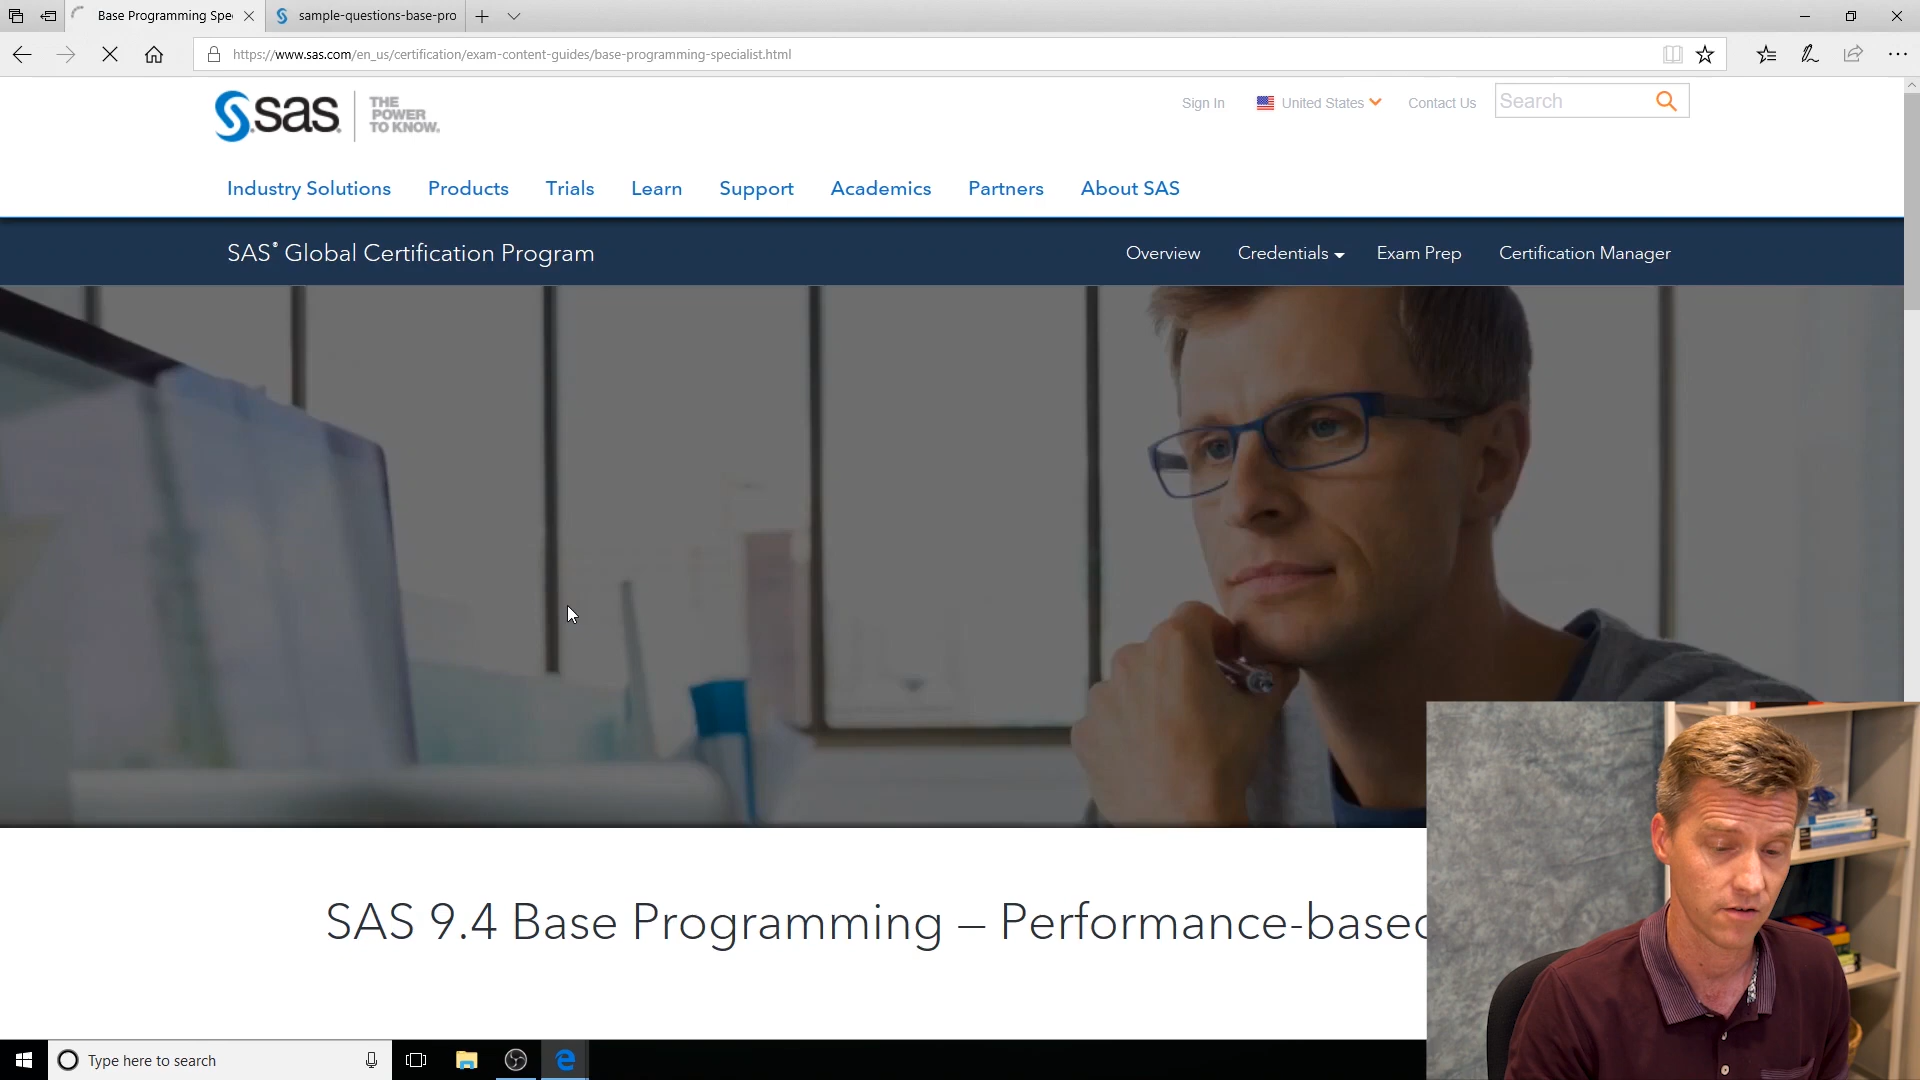 Base Programming Spe
sample-questions-base-pro
https://www.sas.com/en_us/certification/exam-content-guides/base-programming-specialist.html
sas
THE
POWER
TO KNOW.
Sign In
United States
Contact Us
Search
Industry Solutions
Products
Trials
Learn
Support
Academics
Partners
About SAS
SAS® Global Certification Program
Overview
Credentials
Exam Prep
Certification Manager
SAS 9.4 Base Programming – Performance-based
Type here to search